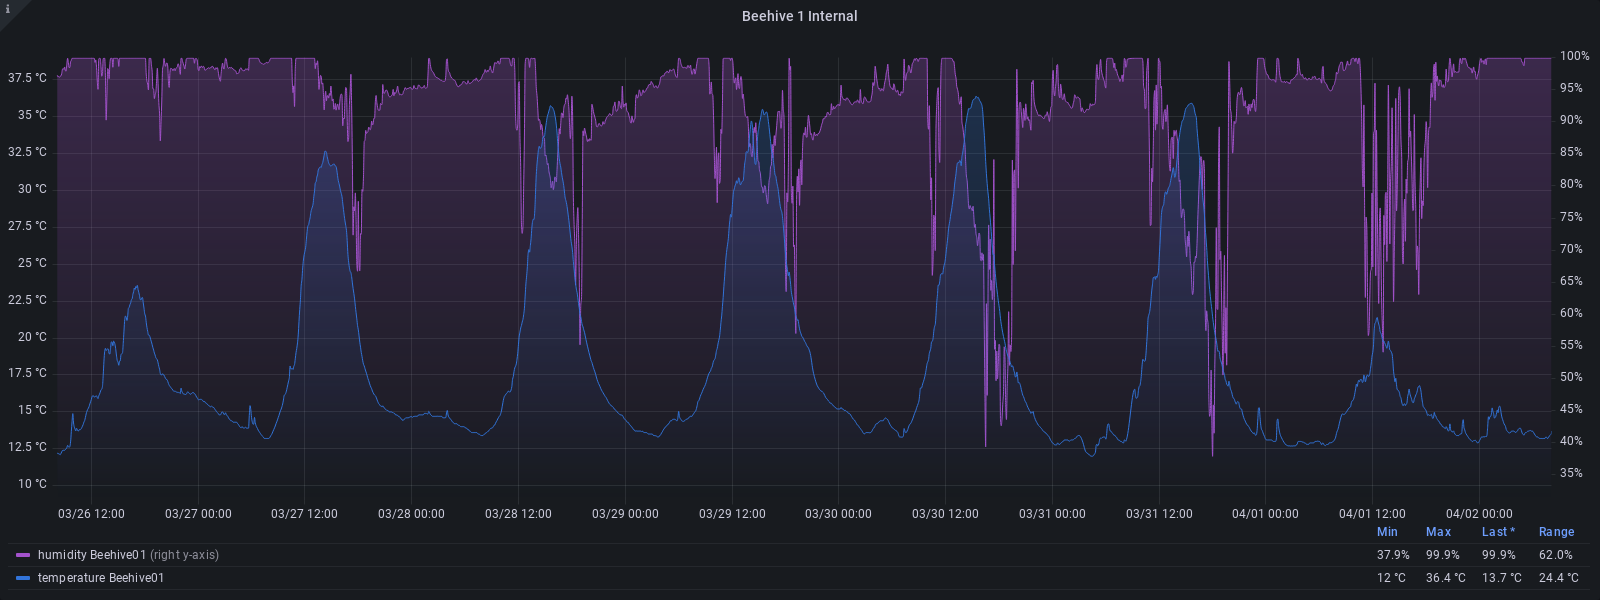 i
Beehive 1 Internal
37.5 °C
35 °C
32.5 °C
30 °C
27.5 °C
25 °C
22.5 °C
20 °C
17.5 °C
15 °C
12.5 °C
10 °C
100%
95%
90%
85%
80%
75%
70%
65%
60%
55%
50%
45%
40%
35%
03/26 12:00 03/27 00:00 03/27 12:00 03/28 00:00 03/28 12:00 03/29 00:00 03/29 12:00 03/30 00:00 03/30 12:00 03/31 00:00 03/31 12:00 04/01 00:00 04/01 12:00 04/02 00:00
Min Max Last * Range
humidity Beehive01 (right y-axis) 37.9% 99.9% 99.9% 62.0%
temperature Beehive01 12 °C 36.4 °C 13.7 °C 24.4 °C